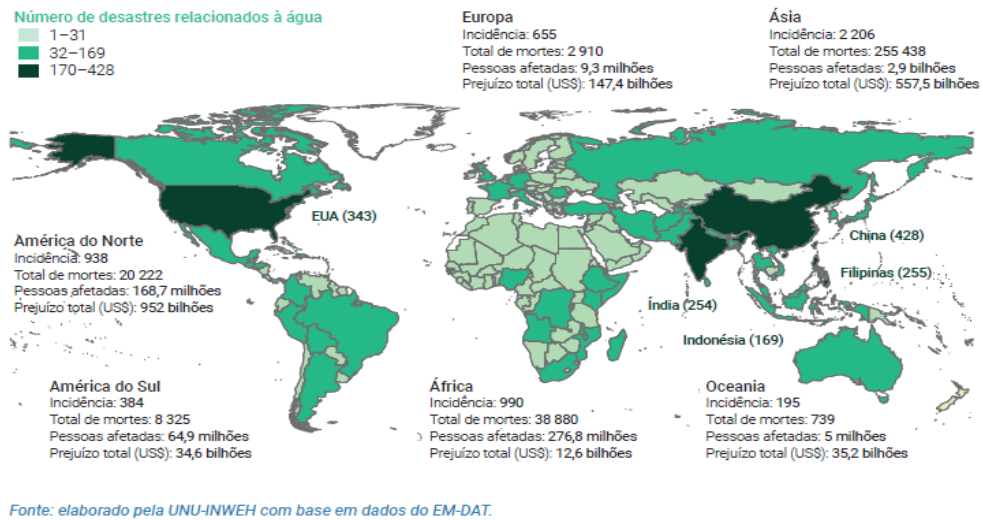 Número de desastres relacionados à água
1–31
32–169
170–428
Europa
Incidência: 655
Total de mortes: 2 910
Pessoas afetadas: 9,3 milhões
Prejuízo total (US$): 147,4 bilhões
Ásia
Incidência: 2 206
Total de mortes: 255 438
Pessoas afetadas: 2,9 bilhões
Prejuízo total (US$): 557,5 bilhões
EUA (343)
América do Norte
Incidência: 938
Total de mortes: 20 222
Pessoas afetadas: 168,7 milhões
Prejuízo total (US$): 952 bilhões
China (428)
Filipinas (255)
Índia (254)
Indonésia (169)
América do Sul
Incidência: 384
Total de mortes: 8 325
Pessoas afetadas: 64,9 milhões
Prejuízo total (US$): 34,6 bilhões
África
Incidência: 990
Total de mortes: 38 880
Pessoas afetadas: 276,8 milhões
Prejuízo total (US$): 12,6 bilhões
Oceania
Incidência: 195
Total de mortes: 739
Pessoas afetadas: 5 milhões
Prejuízo total (US$): 35,2 bilhões
Fonte: elaborado pela UNU-INWEH com base em dados do EM-DAT.